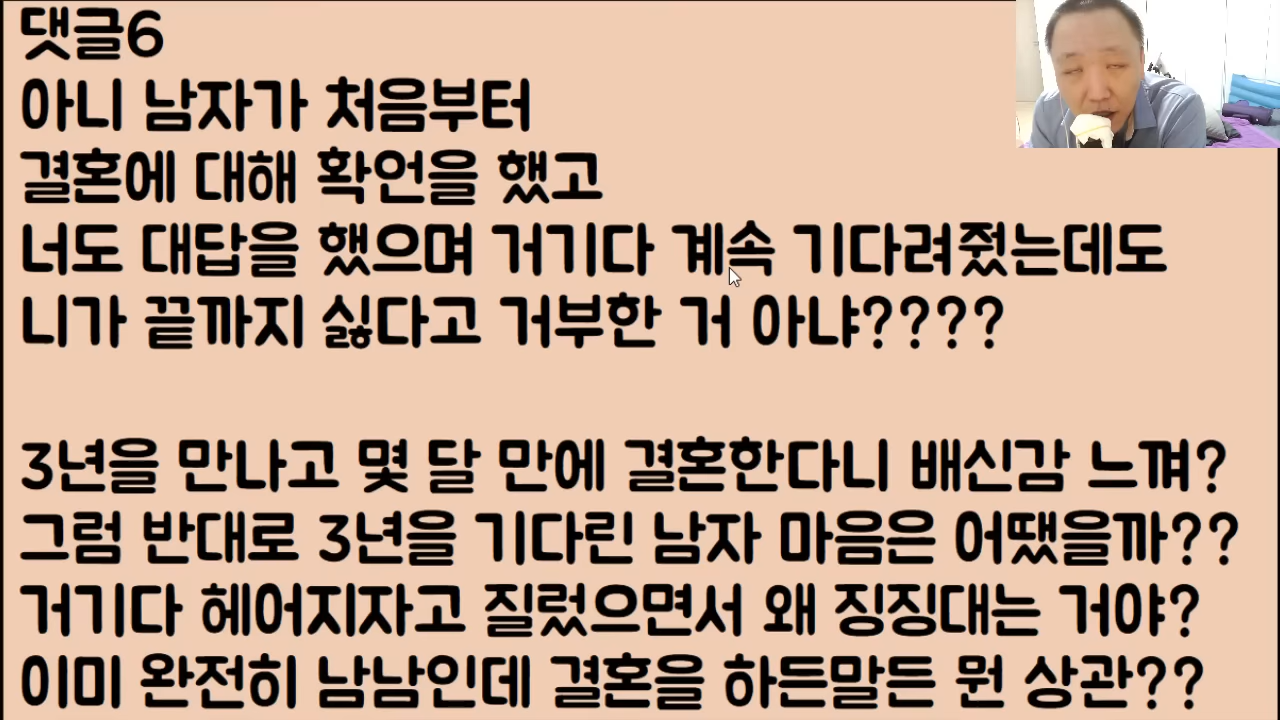 댓글6
아니 남자가 처음부터
결혼에 대해 확언을 했고
너도 대답을 했으며 거기다 계속 기다려줬는데도
니가 끝까지 싫다고 거부한 거 아냐????
3년을 만나고 몇 달 만에 결혼한다니 배신감 느껴?
그럼 반대로 3년을 기다린 남자 마음은 어땠을까??
거기다 헤어지자고 질렀으면서 왜 징징대는 거야?
이미 완전히 남남인데 결혼을 하든말든 뭔 상관??